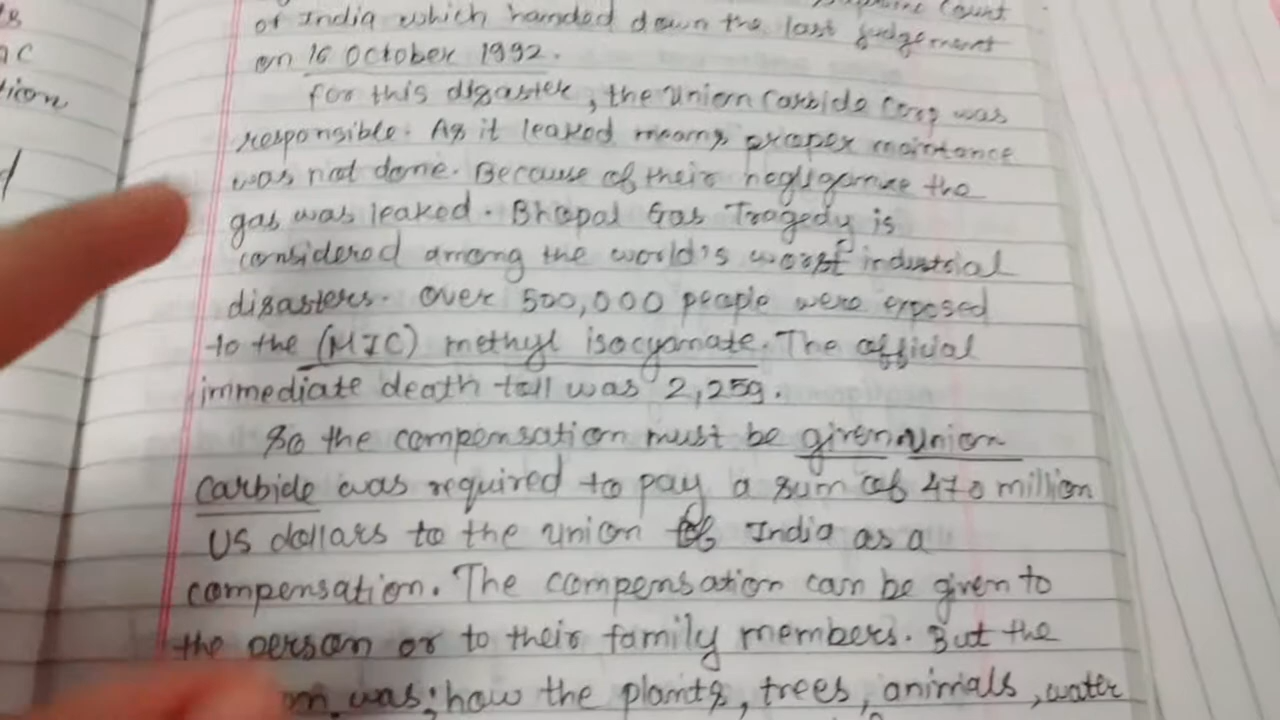 of India which handed down the last judgement
on 16 October 1992.
for this disaster, the Union Carbide Corp was
responsible. As it leaked means proper
was not done. Because of their the
gas was leaked. Bhopal Gas Tragedy is
considered among the world's worst industrial
disasters. Over 500,000 people were exposed
to the (MIC) methyl isocyanate. The official
immediate death toll was 2,259.
So the compensation must be given Union
Carbide was required to pay a sum of 470 million
US dollars to the Union of India as a
compensation. The compensation can be given to
the person or to their family members. But the
was; how the plants, trees, animals, water